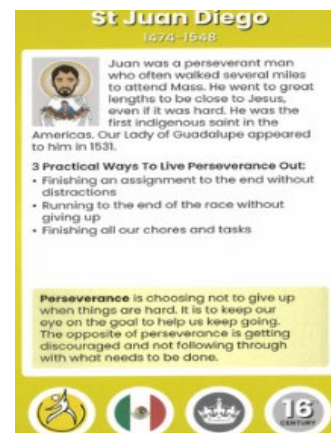 St Juan Diego
1474-1548
Juan was a perseverant man
who often walked several miles
to attend Mass. He went to great
lengths to be close to Jesus,
even if it was hard. He was the
first indigenous saint in the
Americas. Our Lady of Guadalupe appeared
to him in 1531.
3 Practical Ways To Live Perseverance Out:
• Finishing an assignment to the end without
distractions
• Running to the end of the race without
giving up
• Finishing all our chores and tasks
Perseverance is choosing not to give up
when things are hard. It is to keep our
eye on the goal to help us keep going.
The opposite of perseverance is getting
discouraged and not following through
with what needs to be done.
16
CENTURY